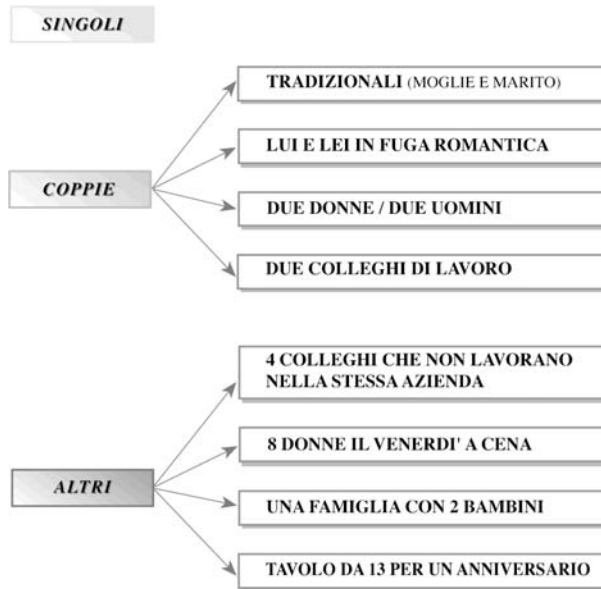 SINGOLI
COPPIE
TRADIZIONALI (MOGLIE E MARITO)
LUI E LEI IN FUGA ROMANTICA
DUE DONNE / DUE UOMINI
DUE COLLEGHI DI LAVORO
ALTRI
4 COLLEGHI CHE NON LAVORANO
NELLA STESSA AZIENDA
8 DONNE IL VENERDI' A CENA
UNA FAMIGLIA CON 2 BAMBINI
TAVOLO DA 13 PER UN ANNIVERSARIO